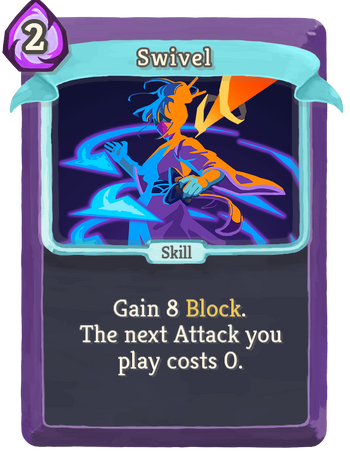 2
Swivel
Skill
Gain 8 Block.
The next Attack you
play costs 0.